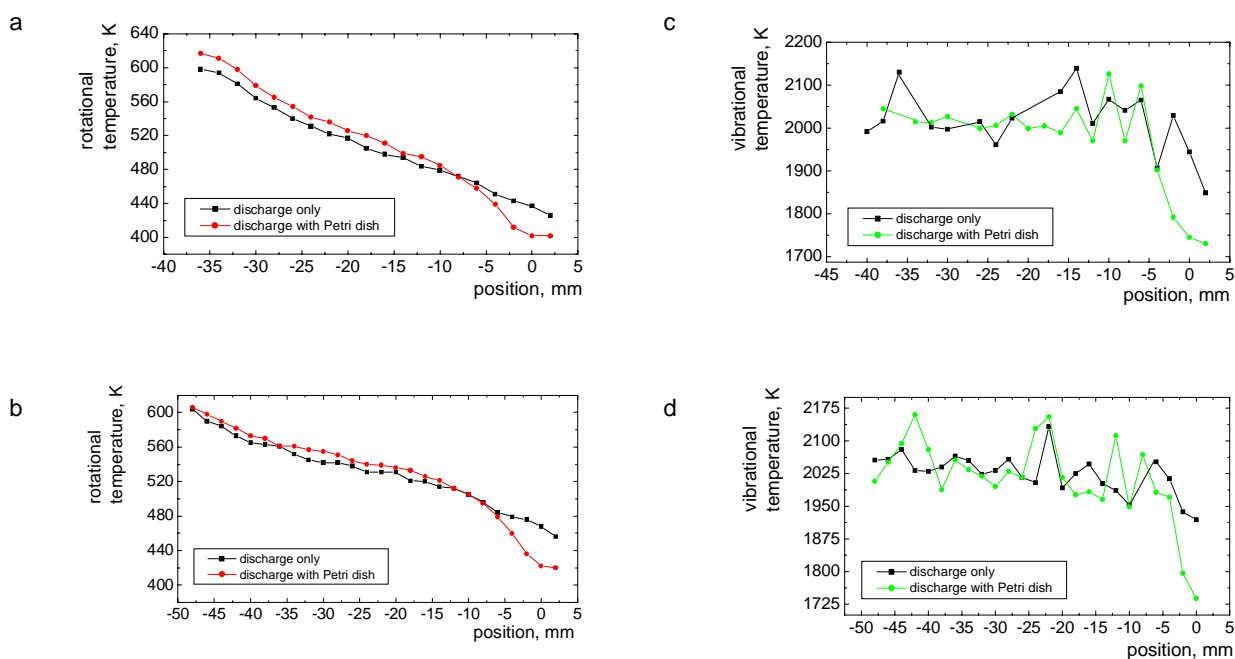 a
rotational
temperature, K
640
600
560
520
480
440
400
discharge only
discharge with Petri dish
-40 -35 -30 -25 -20 -15 -10 -5 0 5
position, mm
c
vibrational
temperature, K
2200
2100
2000
1900
1800
1700
discharge only
discharge with Petri dish
-45 -40 -35 -30 -25 -20 -15 -10 -5 0 5
position, mm
b
rotational
temperature, K
600
560
520
480
440
400
discharge only
discharge with Petri dish
-50 -45 -40 -35 -30 -25 -20 -15 -10 -5 0 5
position, mm
d
vibrational
temperature, K
2175
2100
2025
1950
1875
1800
1725
discharge only
discharge with Petri dish
-50 -45 -40 -35 -30 -25 -20 -15 -10 -5 0 5
position, mm